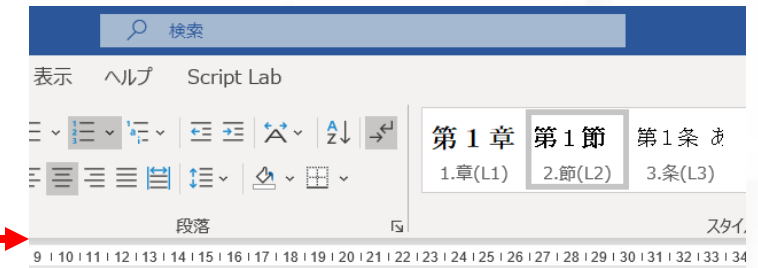 検索
表示 ヘルプ Script Lab
第1章 第1節 第1条 あ
1.章(L1) 2.節(L2) 3.条(L3)
段落 スタイ
9 10 11 12 13 14 15 16 17 18 19 20 21 22 23 24 25 26 27 28 29 30 31 32 33 34